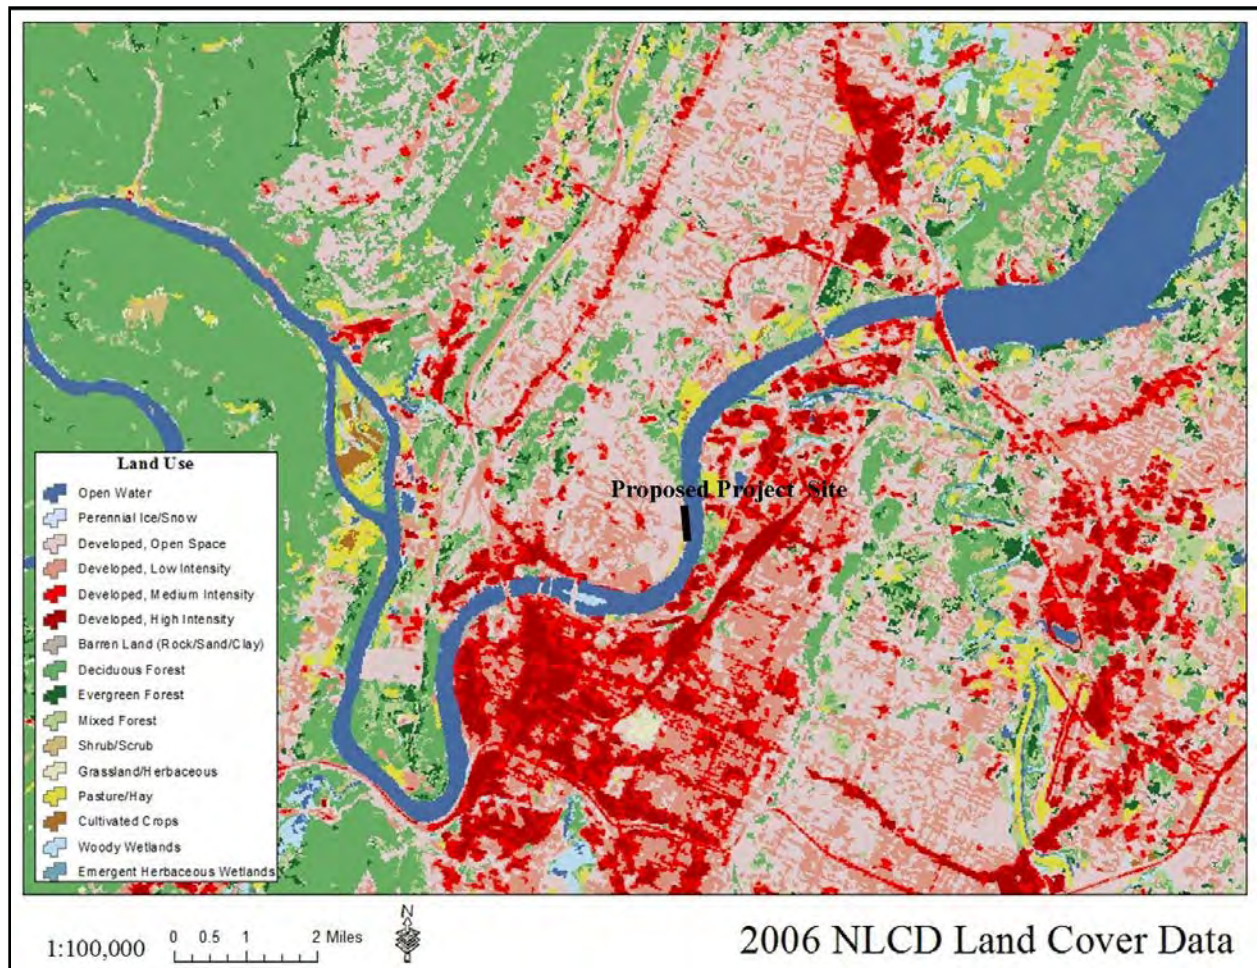 Proposed Project Site
Land Use
Open Water
Perennial Ice/Snow
Developed, Open Space
Developed, Low Intensity
Developed, Medium Intensity
Developed, High Intensity
Barren Land (Rock/Sand/Clay)
Deciduous Forest
Evergreen Forest
Mixed Forest
Shrub/Scrub
Grassland/Herbaceous
Pasture/Hay
Cultivated Crops
Woody Wetlands
Emergent Herbaceous Wetlands
1:100,000
0 0.5 1 2 Miles
N
2006 NLCD Land Cover Data